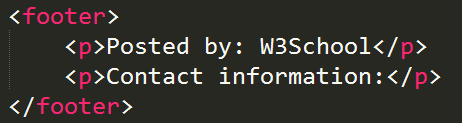 <footer>
    <p>Posted by: W3School</p>
    <p>Contact information:</p>
</footer>